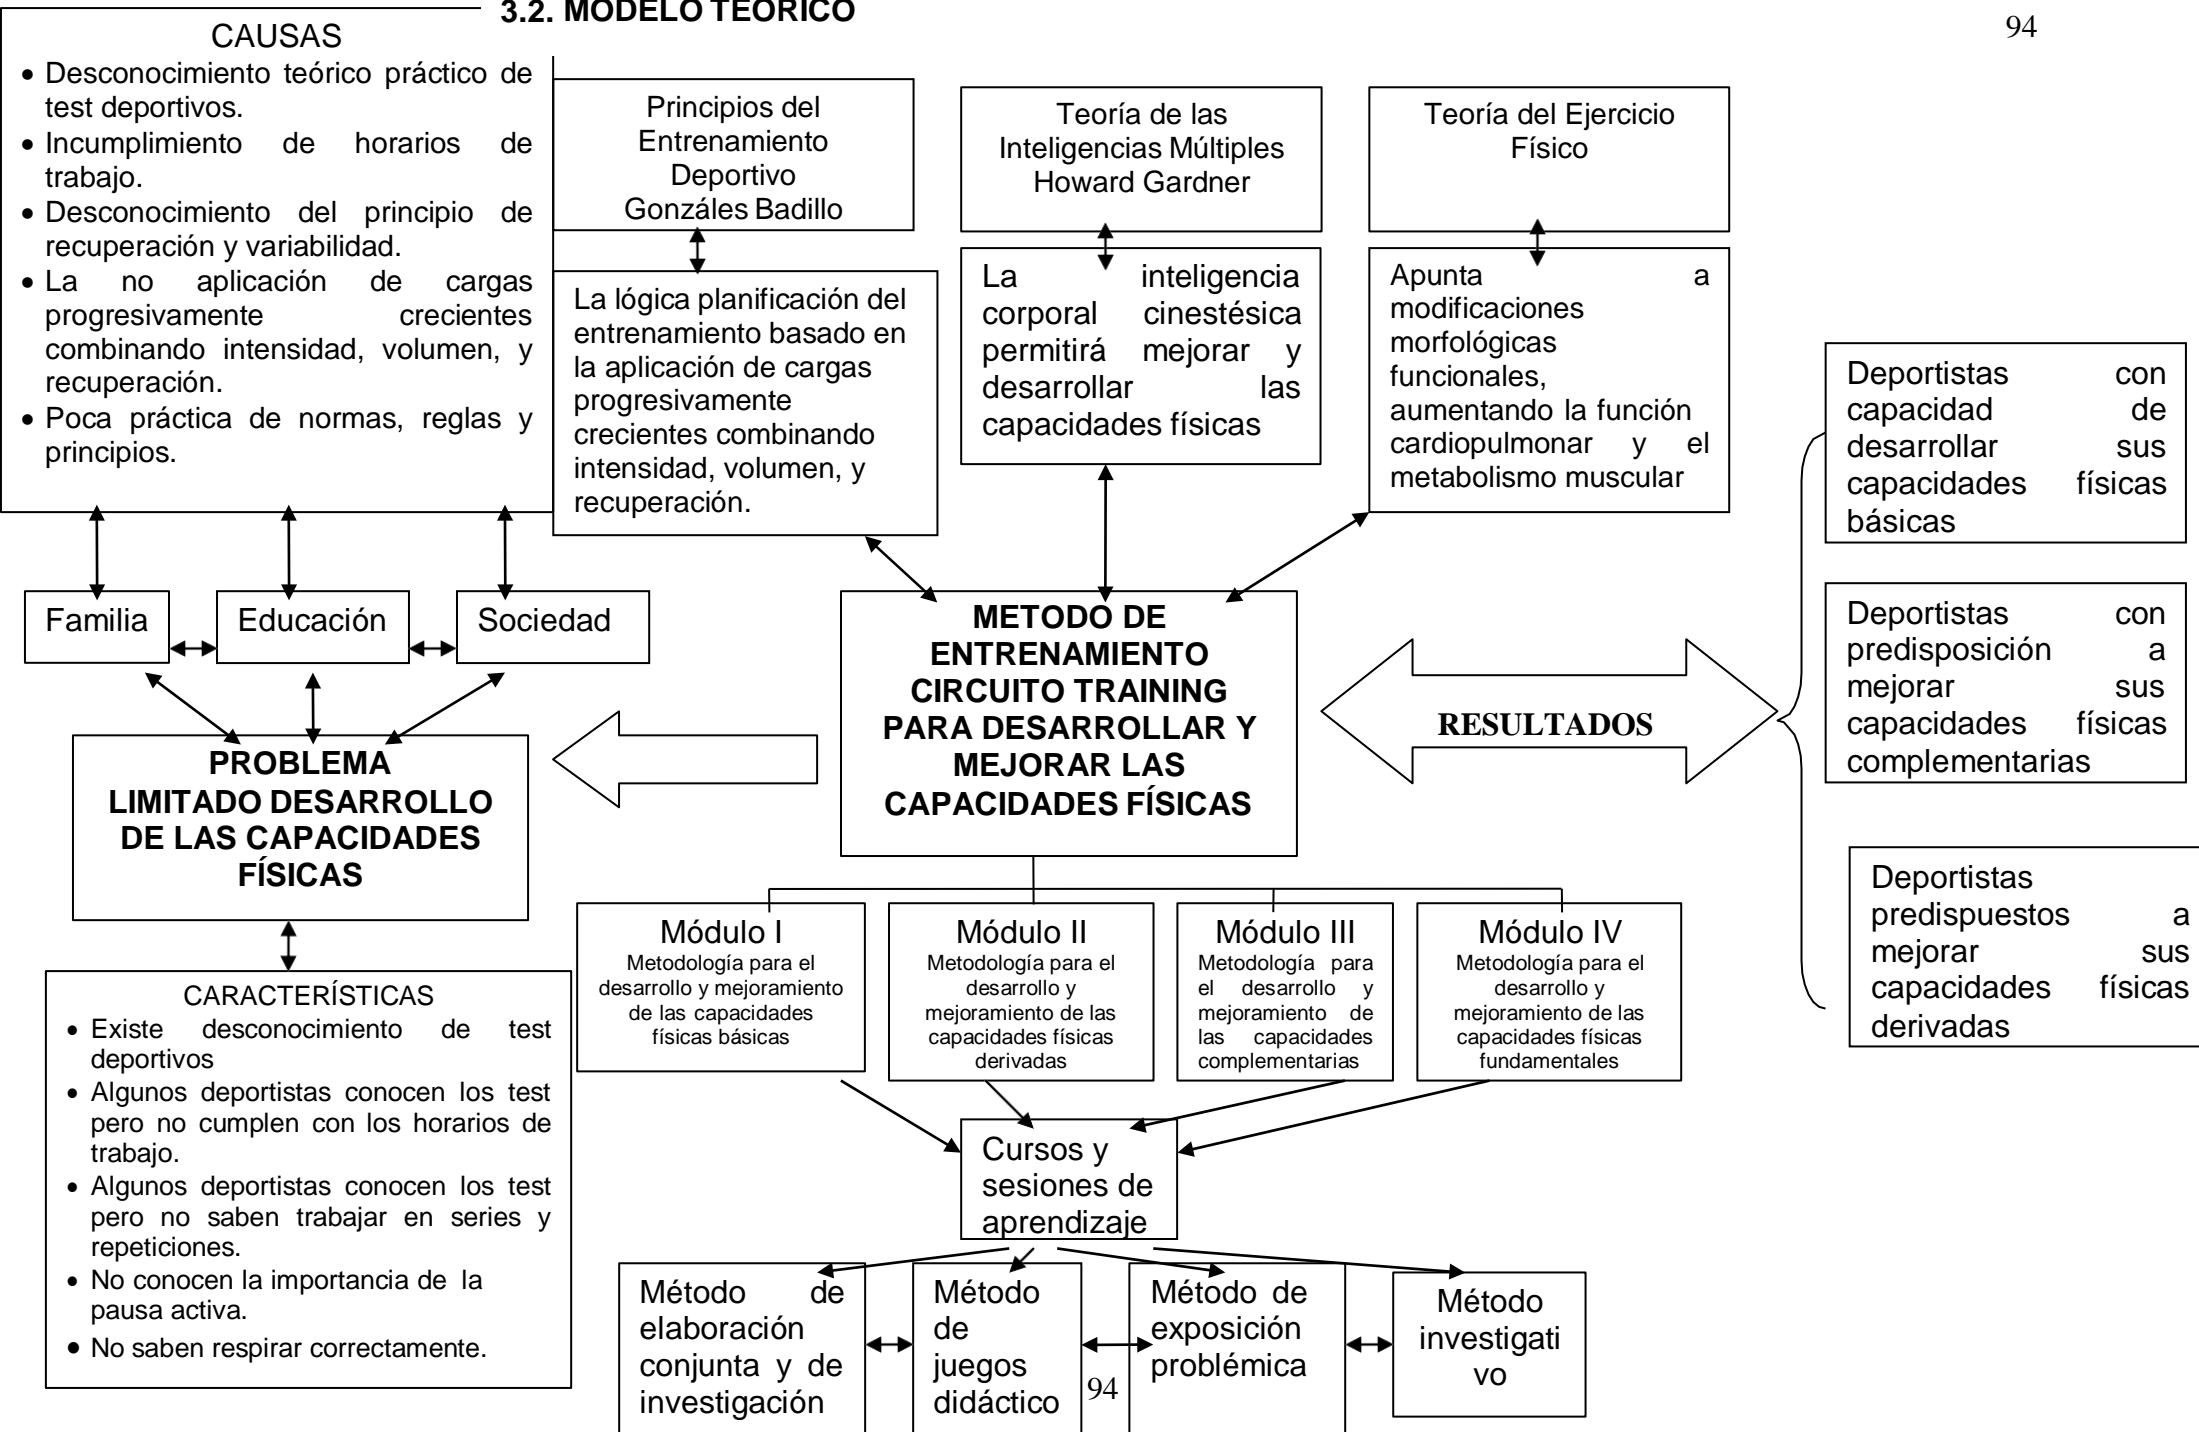 3.2. MODELO TEORICO
94
CAUSAS
• Desconocimiento teórico práctico de
test deportivos.
• Incumplimiento de horarios de
trabajo.
• Desconocimiento del principio de
recuperación y variabilidad.
• La no aplicación de cargas
progresivamente crecientes
combinando intensidad, volumen, y
recuperación.
• Poca práctica de normas, reglas y
principios.
Principios del
Entrenamiento
Deportivo
Gonzáles Badillo
Teoría de las
Inteligencias Múltiples
Howard Gardner
Teoría del Ejercicio
Físico
La lógica planificación del
entrenamiento basado en
la aplicación de cargas
progresivamente
crecientes combinando
intensidad, volumen, y
recuperación.
La inteligencia
corporal cinestésica
permitirá mejorar y
desarrollar las
capacidades físicas
Apunta a
modificaciones
morfológicas
funcionales,
aumentando la función
cardiopulmonar y el
metabolismo muscular
Deportistas con
capacidad de
desarrollar sus
capacidades físicas
básicas
Familia
Educación
Sociedad
METODO DE
ENTRENAMIENTO
CIRCUITO TRAINING
PARA DESARROLLAR Y
MEJORAR LAS
CAPACIDADES FÍSICAS
RESULTADOS
Deportistas con
predisposición a
mejorar sus
capacidades físicas
complementarias
PROBLEMA
LIMITADO DESARROLLO
DE LAS CAPACIDADES
FÍSICAS
Deportistas
predispuestos a
mejorar sus
capacidades físicas
derivadas
Módulo I
Metodología para el
desarrollo y mejoramiento
de las capacidades
físicas básicas
Módulo II
Metodología para el
desarrollo y
mejoramiento de las
capacidades físicas
derivadas
Módulo III
Metodología para
el desarrollo y
mejoramiento de
las capacidades
complementarias
Módulo IV
Metodología para el
desarrollo y
mejoramiento de las
capacidades físicas
fundamentales
CARACTERÍSTICAS
• Existe desconocimiento de test
deportivos
• Algunos deportistas conocen los test
pero no cumplen con los horarios de
trabajo.
• Algunos deportistas conocen los test
pero no saben trabajar en series y
repeticiones.
• No conocen la importancia de la
pausa activa.
• No saben respirar correctamente.
Cursos y
sesiones de
aprendizaje
Método de
elaboración
conjunta y de
investigación
Método
de
juegos
didáctico
Método de
exposición
problémica
Método
investigati
vo
94